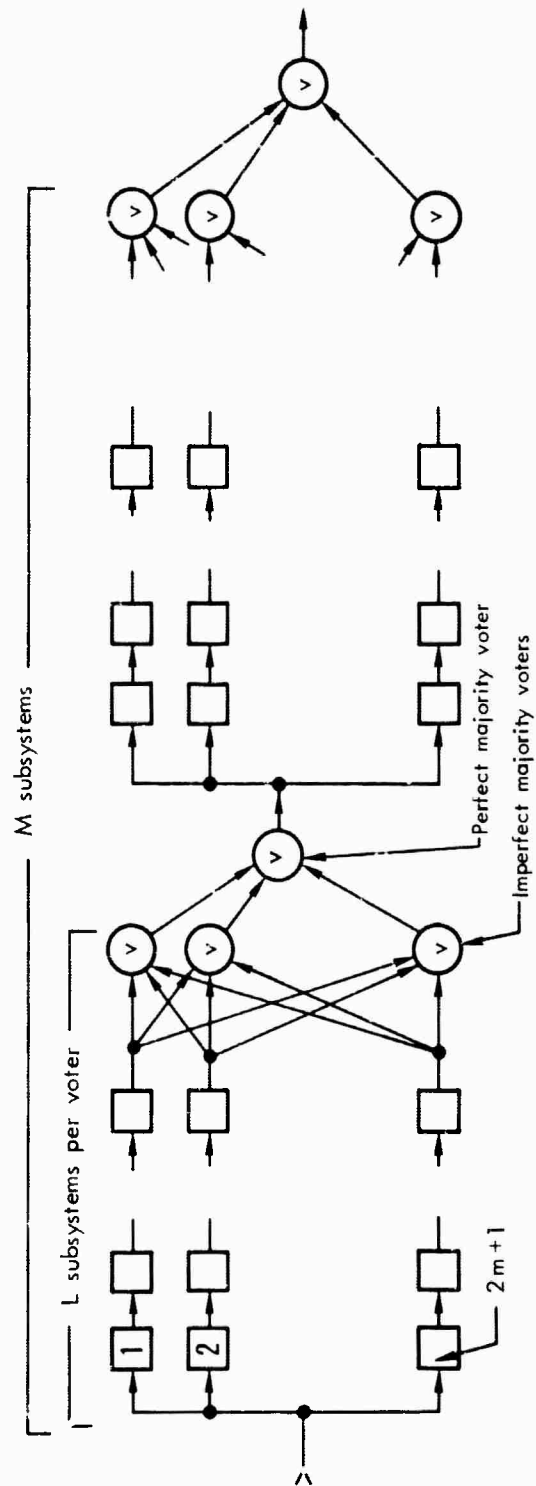 M subsystems
L subsystems per voter
V
V
V
V
V
V
V
V
1
2
2m+1
Perfect majority voter
Imperfect majority voters